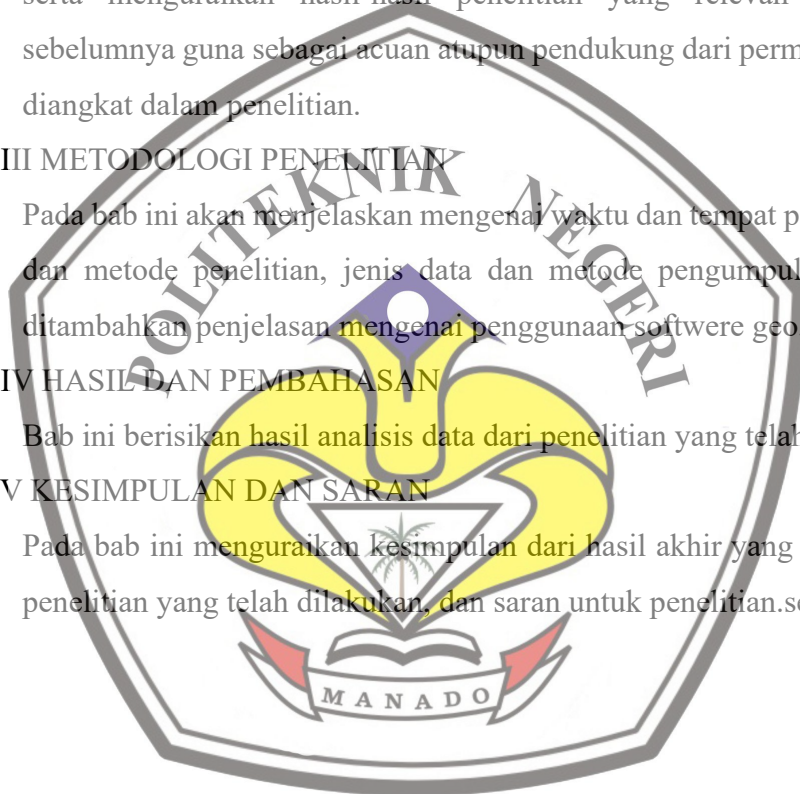 serta menguraikan hasil-hasil penelitian yang relevan
sebelumnya guna sebagai acuan atupun pendukung dari perm
diangkat dalam penelitian.
III METODOLOGI PENELITIAN
Pada bab ini akan menjelaskan mengenai waktu dan tempat p
dan metode penelitian, jenis data dan metode pengumpul
ditambahkan penjelasan mengenai penggunaan softwere geo
IV HASIL DAN PEMBAHASAN
Bab ini berisikan hasil analisis data dari penelitian yang telah
V KESIMPULAN DAN SARAN
Pada bab ini menguraikan kesimpulan dari hasil akhir yang
penelitian yang telah dilakukan, dan saran untuk penelitian.se
POLITEKNIK NEGERI
MANADO